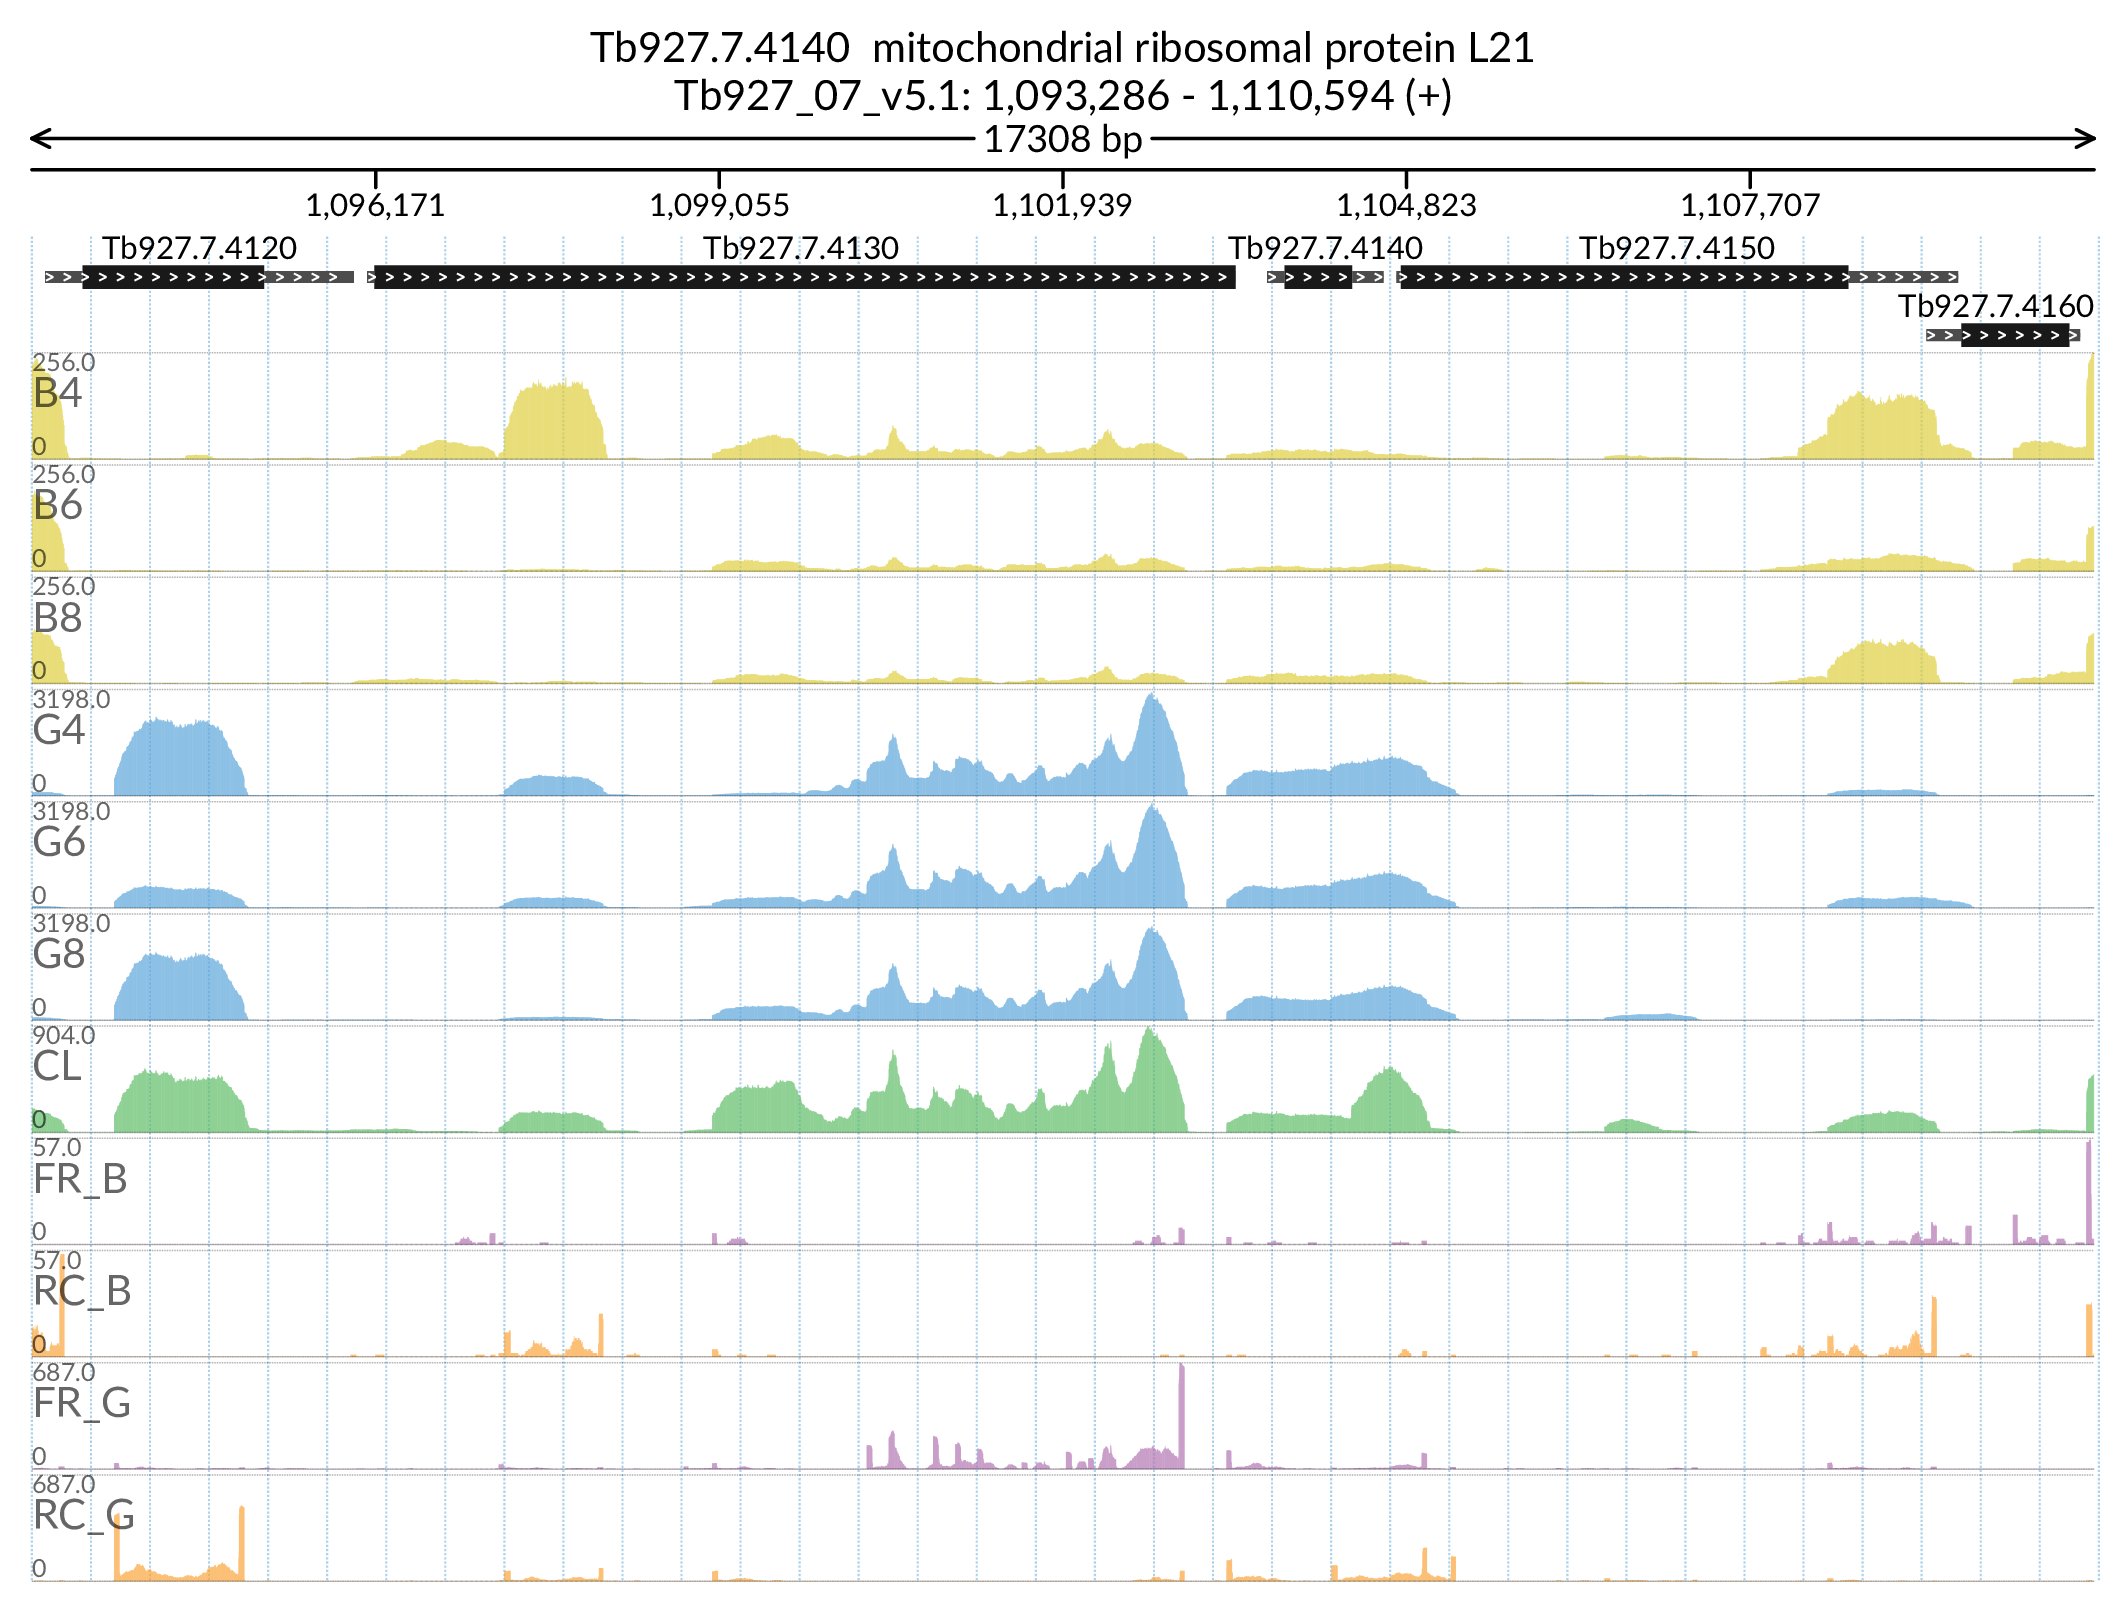 Tb927.7.4140 mitochondrial ribosomal protein L21
Tb927_07_v5.1: 1,093,286 - 1,110,594 (+)
17308 bp
1,096,171 1,099,055 1,101,939 1,104,823 1,107,707
Tb927.7.4120 Tb927.7.4130 Tb927.7.4140 Tb927.7.4150
Tb927.7.4160
256.0
B4
0
256.0
B6
0
256.0
B8
0
3198.0
G4
0
3198.0
G6
0
3198.0
G8
0
904.0
CL
0
57.0
FR_B
0
57.0
RC_B
0
687.0
FR_G
0
687.0
RC_G
0